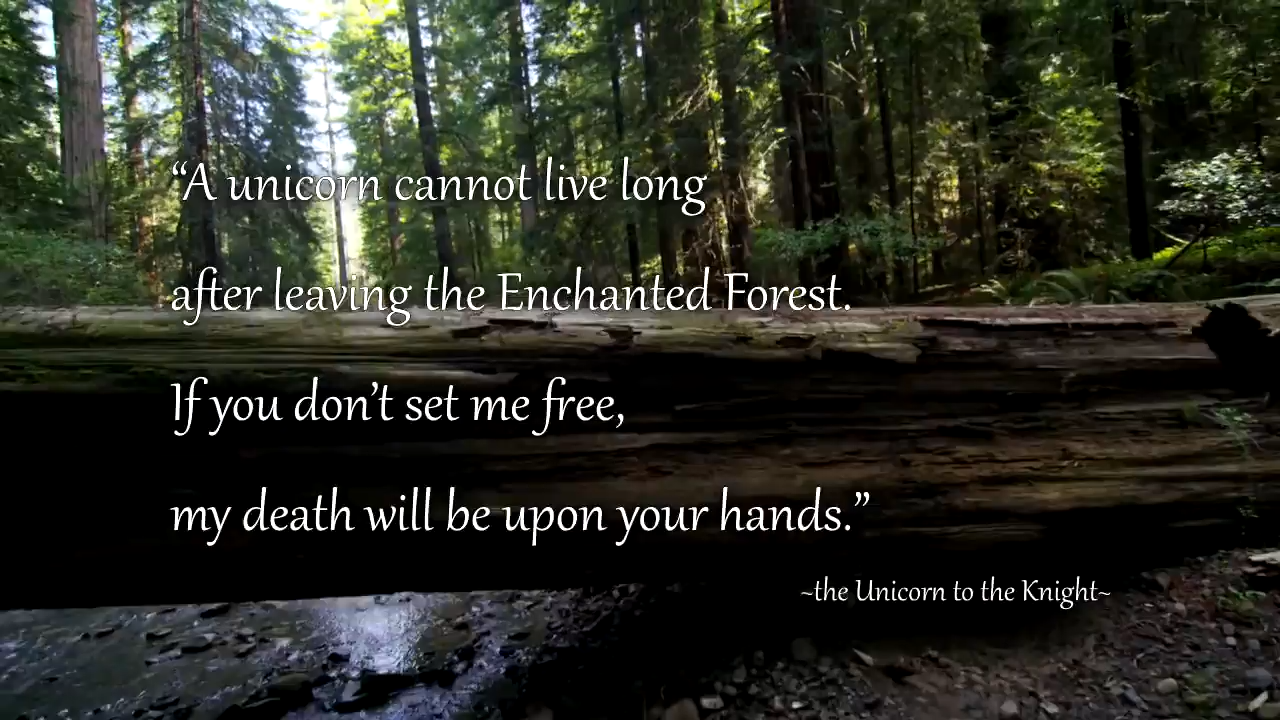 “A unicorn cannot live long
after leaving the Enchanted Forest.
If you don’t set me free,
my death will be upon your hands.”
~the Unicorn to the Knight~